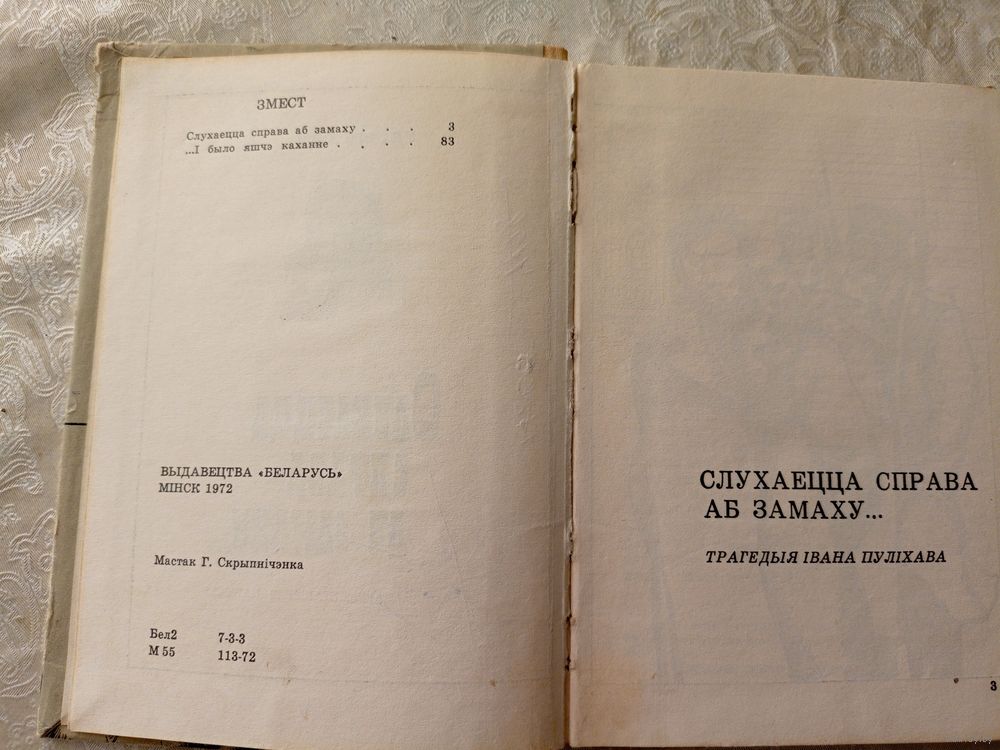 ЗМЕСТ
Слухаецца справа аб замаху . . . 3
...І было яшчэ каханне . . . . 83
ВЫДАВЕЦТВА «БЕЛАРУСЬ»
МІНСК 1972
Мастак Г. Скрыпнічэнка
Бел2 7-3-3
М 55 113-72
СЛУХАЕЦЦА СПРАВА
АБ ЗАМАХУ...
ТРАГЕДЫЯ ІВАНА ПУЛІХАВА
3